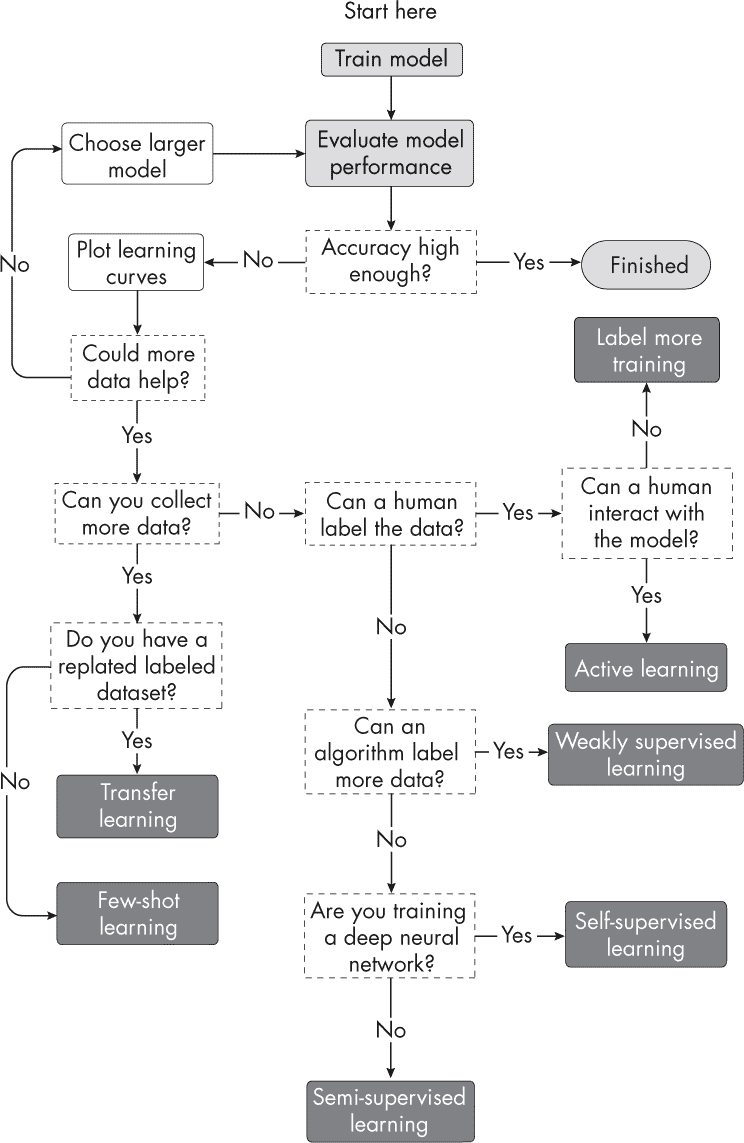 Start here
Train model
Choose larger
model
Evaluate model
performance
No
Plot learning
curves
No
Accuracy high
enough?
Yes
Finished
Could more
data help?
Label more
training
Yes
No
Can you collect
more data?
No
Can a human
label the data?
Yes
Can a human
interact with
the model?
Yes
No
Yes
Do you have a
replated labeled
dataset?
Active learning
Yes
Can an
algorithm label
more data?
Yes
Weakly supervised
learning
No
Transfer
learning
No
Few-shot
learning
Are you training
a deep neural
network?
Yes
Self-supervised
learning
No
Semi-supervised
learning